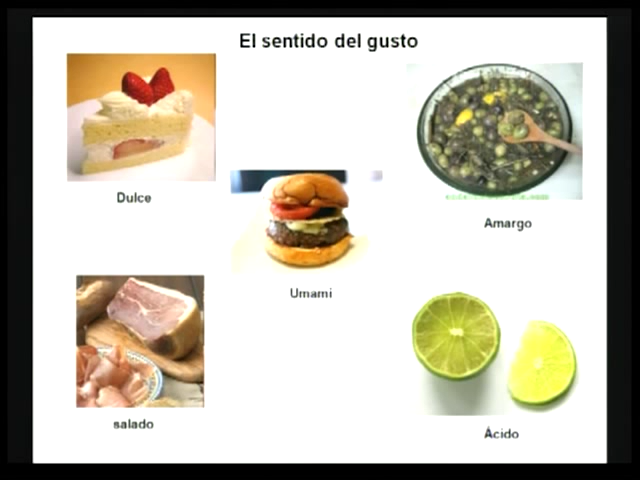 El sentido del gusto
Dulce
Amargo
Umami
salado
Ácido